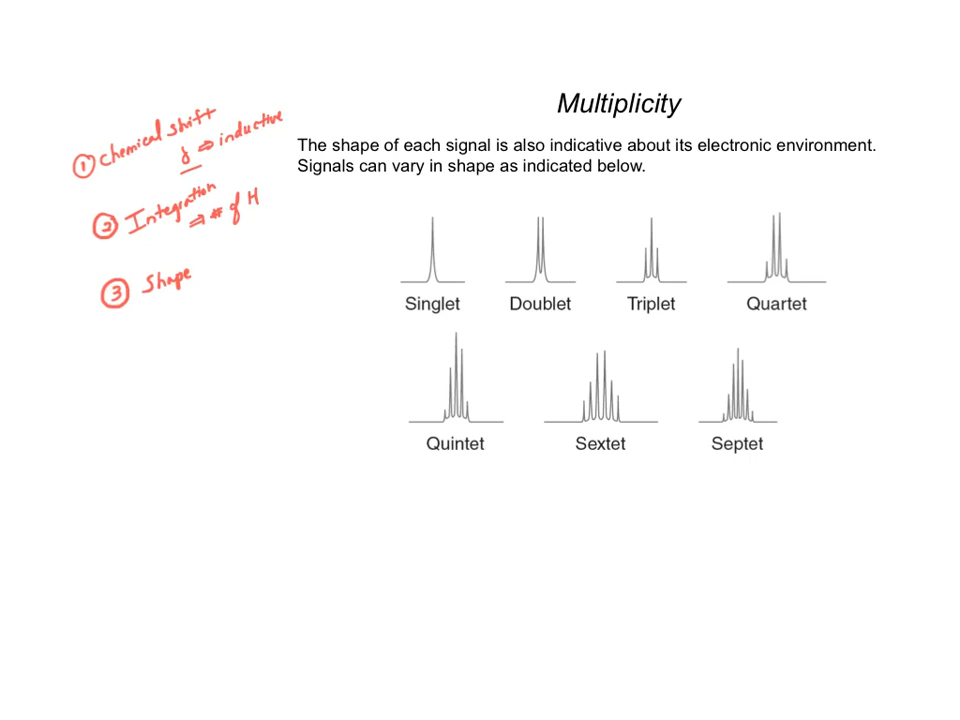 Multiplicity
The shape of each signal is also indicative about its electronic environment.
Signals can vary in shape as indicated below.
① Chemical shift
δ ⇒ inductive
② Integration
⇒ # of H
③ Shape
Singlet Doublet Triplet Quartet
Quintet Sextet Septet